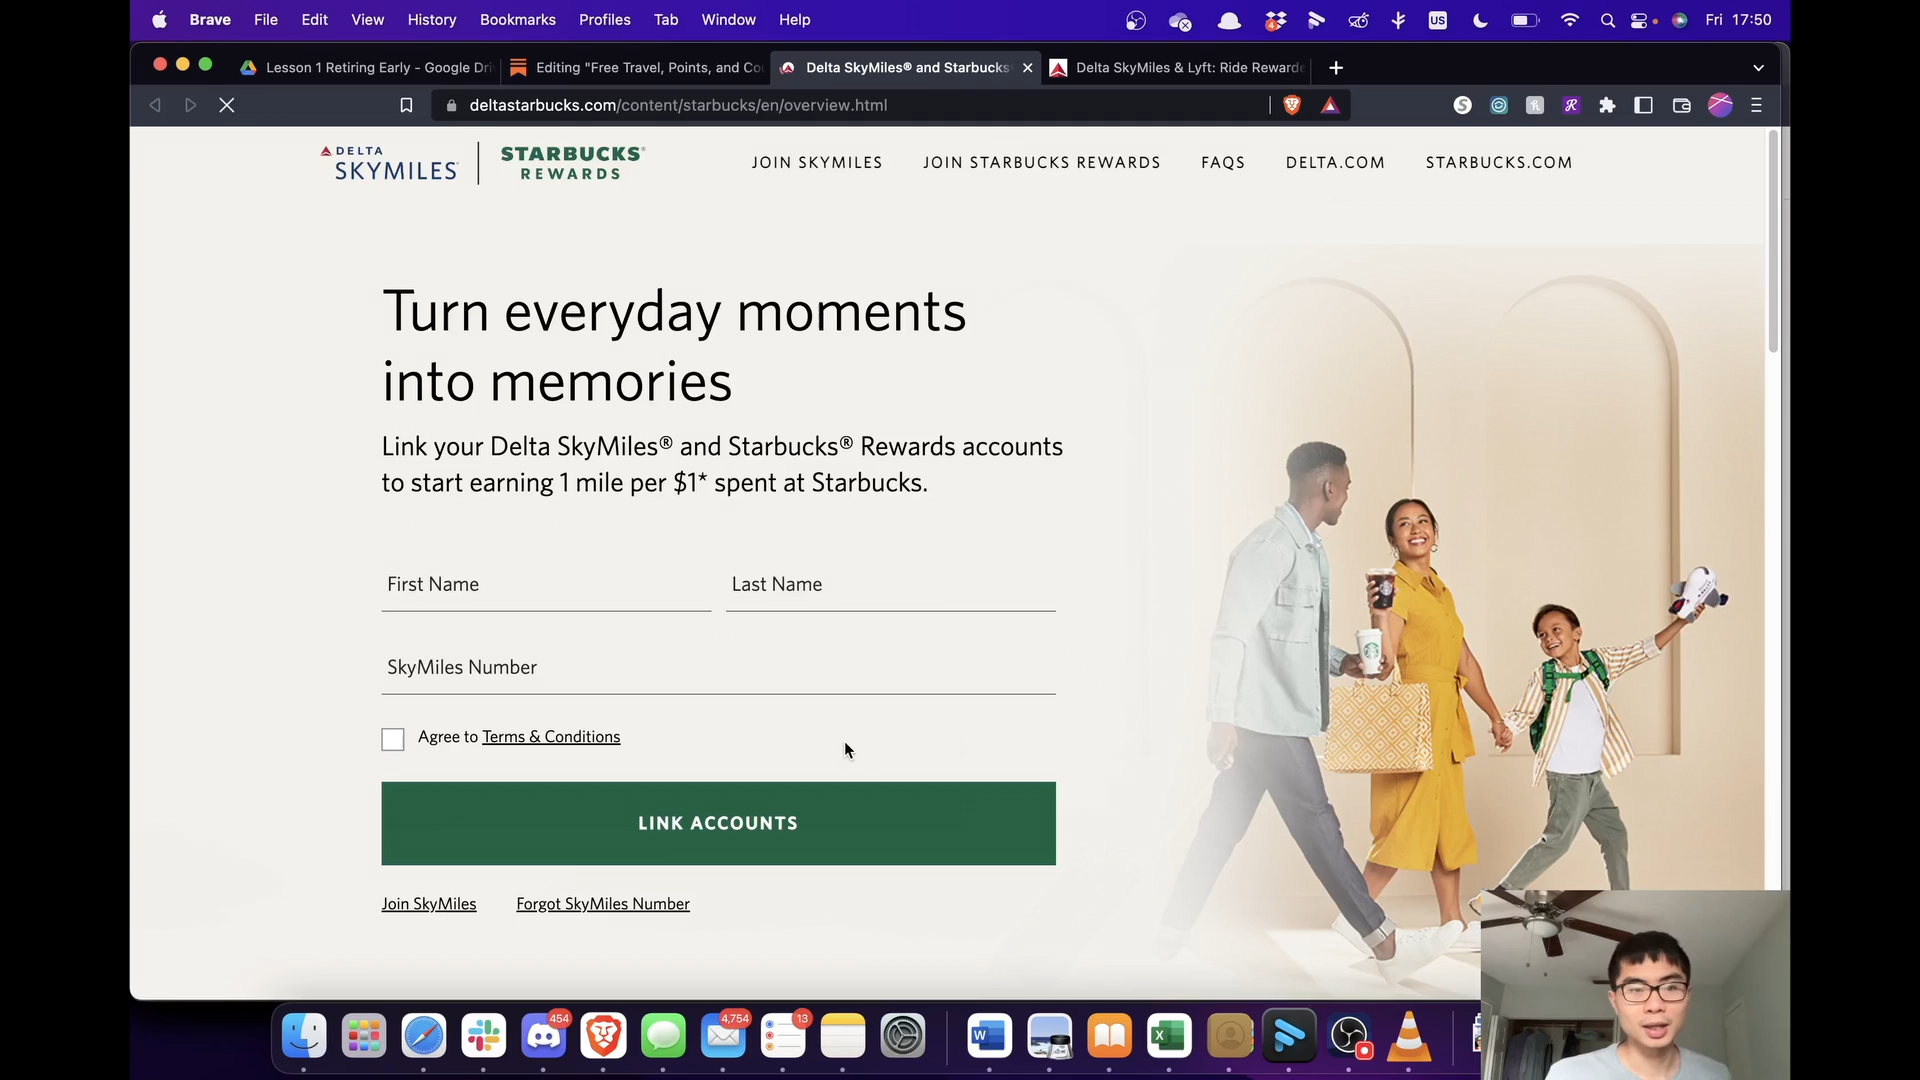 Brave File Edit View History Bookmarks Profiles Tab Window Help
4 US Fri 17:50
Lesson 1 Retiring Early - Google Dri
Editing "Free Travel, Points, and Co
Delta SkyMiles® and Starbucks
Delta SkyMiles & Lyft: Ride Rewards
deltastarbucks.com/content/starbucks/en/overview.html
DELTA
SKYMILES
STARBUCKS®
REWARDS
JOIN SKYMILES
JOIN STARBUCKS REWARDS
FAQS
DELTA.COM
STARBUCKS.COM
Turn everyday moments
into memories
Link your Delta SkyMiles® and Starbucks® Rewards accounts
to start earning 1 mile per $1* spent at Starbucks.
First Name
Last Name
SkyMiles Number
Agree to Terms & Conditions
LINK ACCOUNTS
Join SkyMiles
Forgot SkyMiles Number
454
4,754
13